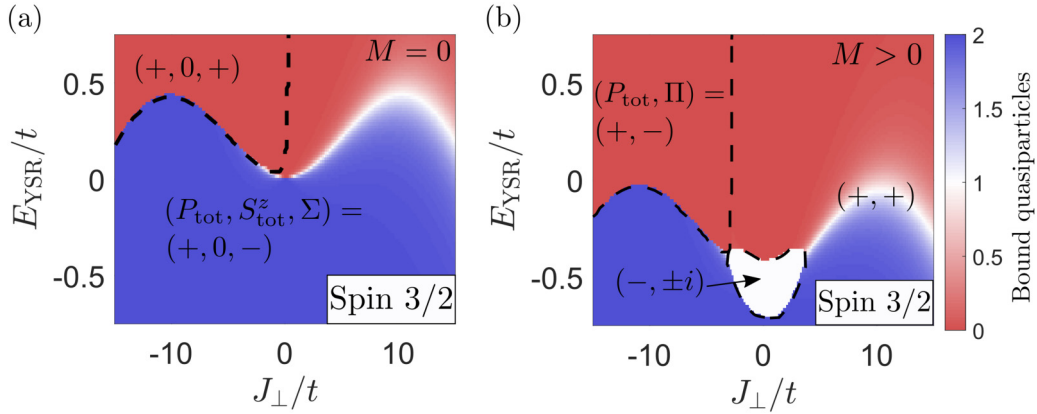 (a)
M = 0
(+, 0, +)
0.5
0
-0.5
E_YSR/t
(P_tot, S^z_tot, Σ) =
(+, 0, −)
Spin 3/2
-10
0
10
J_⊥/t
(b)
M > 0
(P_tot, Π) =
(+, −)
0.5
0
-0.5
E_YSR/t
(+, +)
(−, ±i)
Spin 3/2
-10
0
10
J_⊥/t
2
1.5
1
0.5
0
Bound quasiparticles